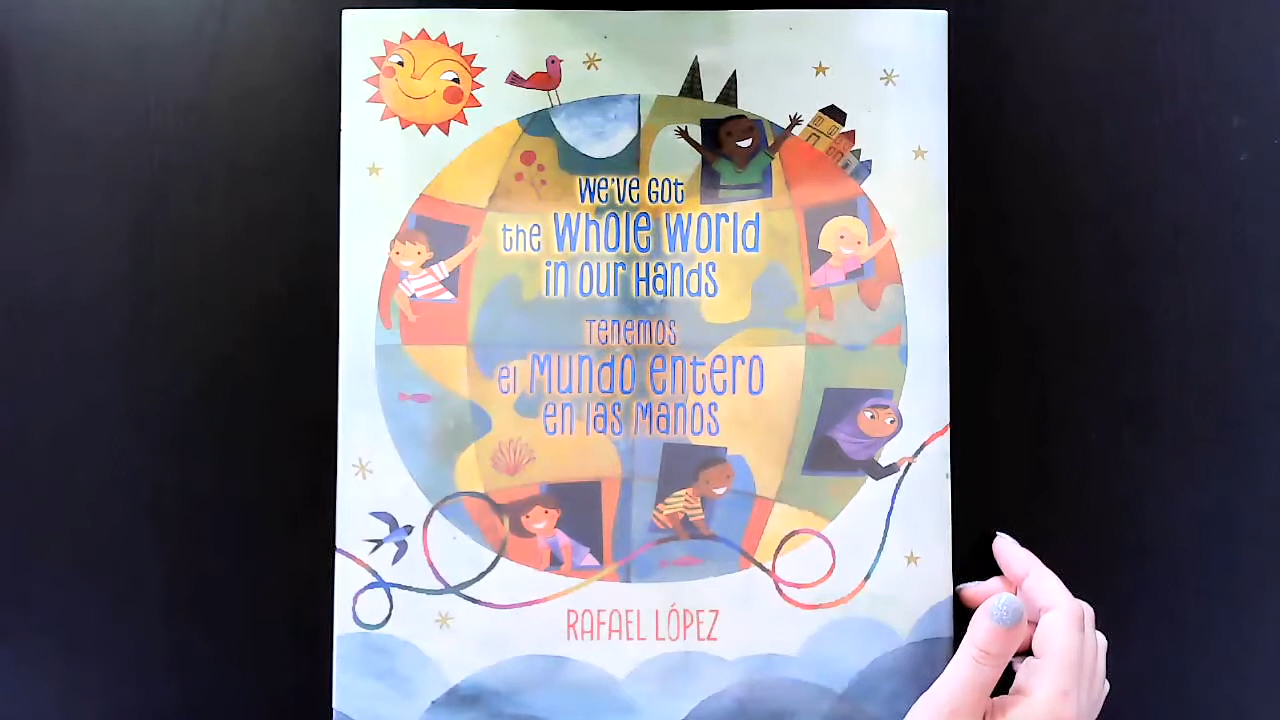 We've Got
the Whole World
in Our Hands
Tenemos
el Mundo entero
en las Manos
RAFAEL LÓPEZ